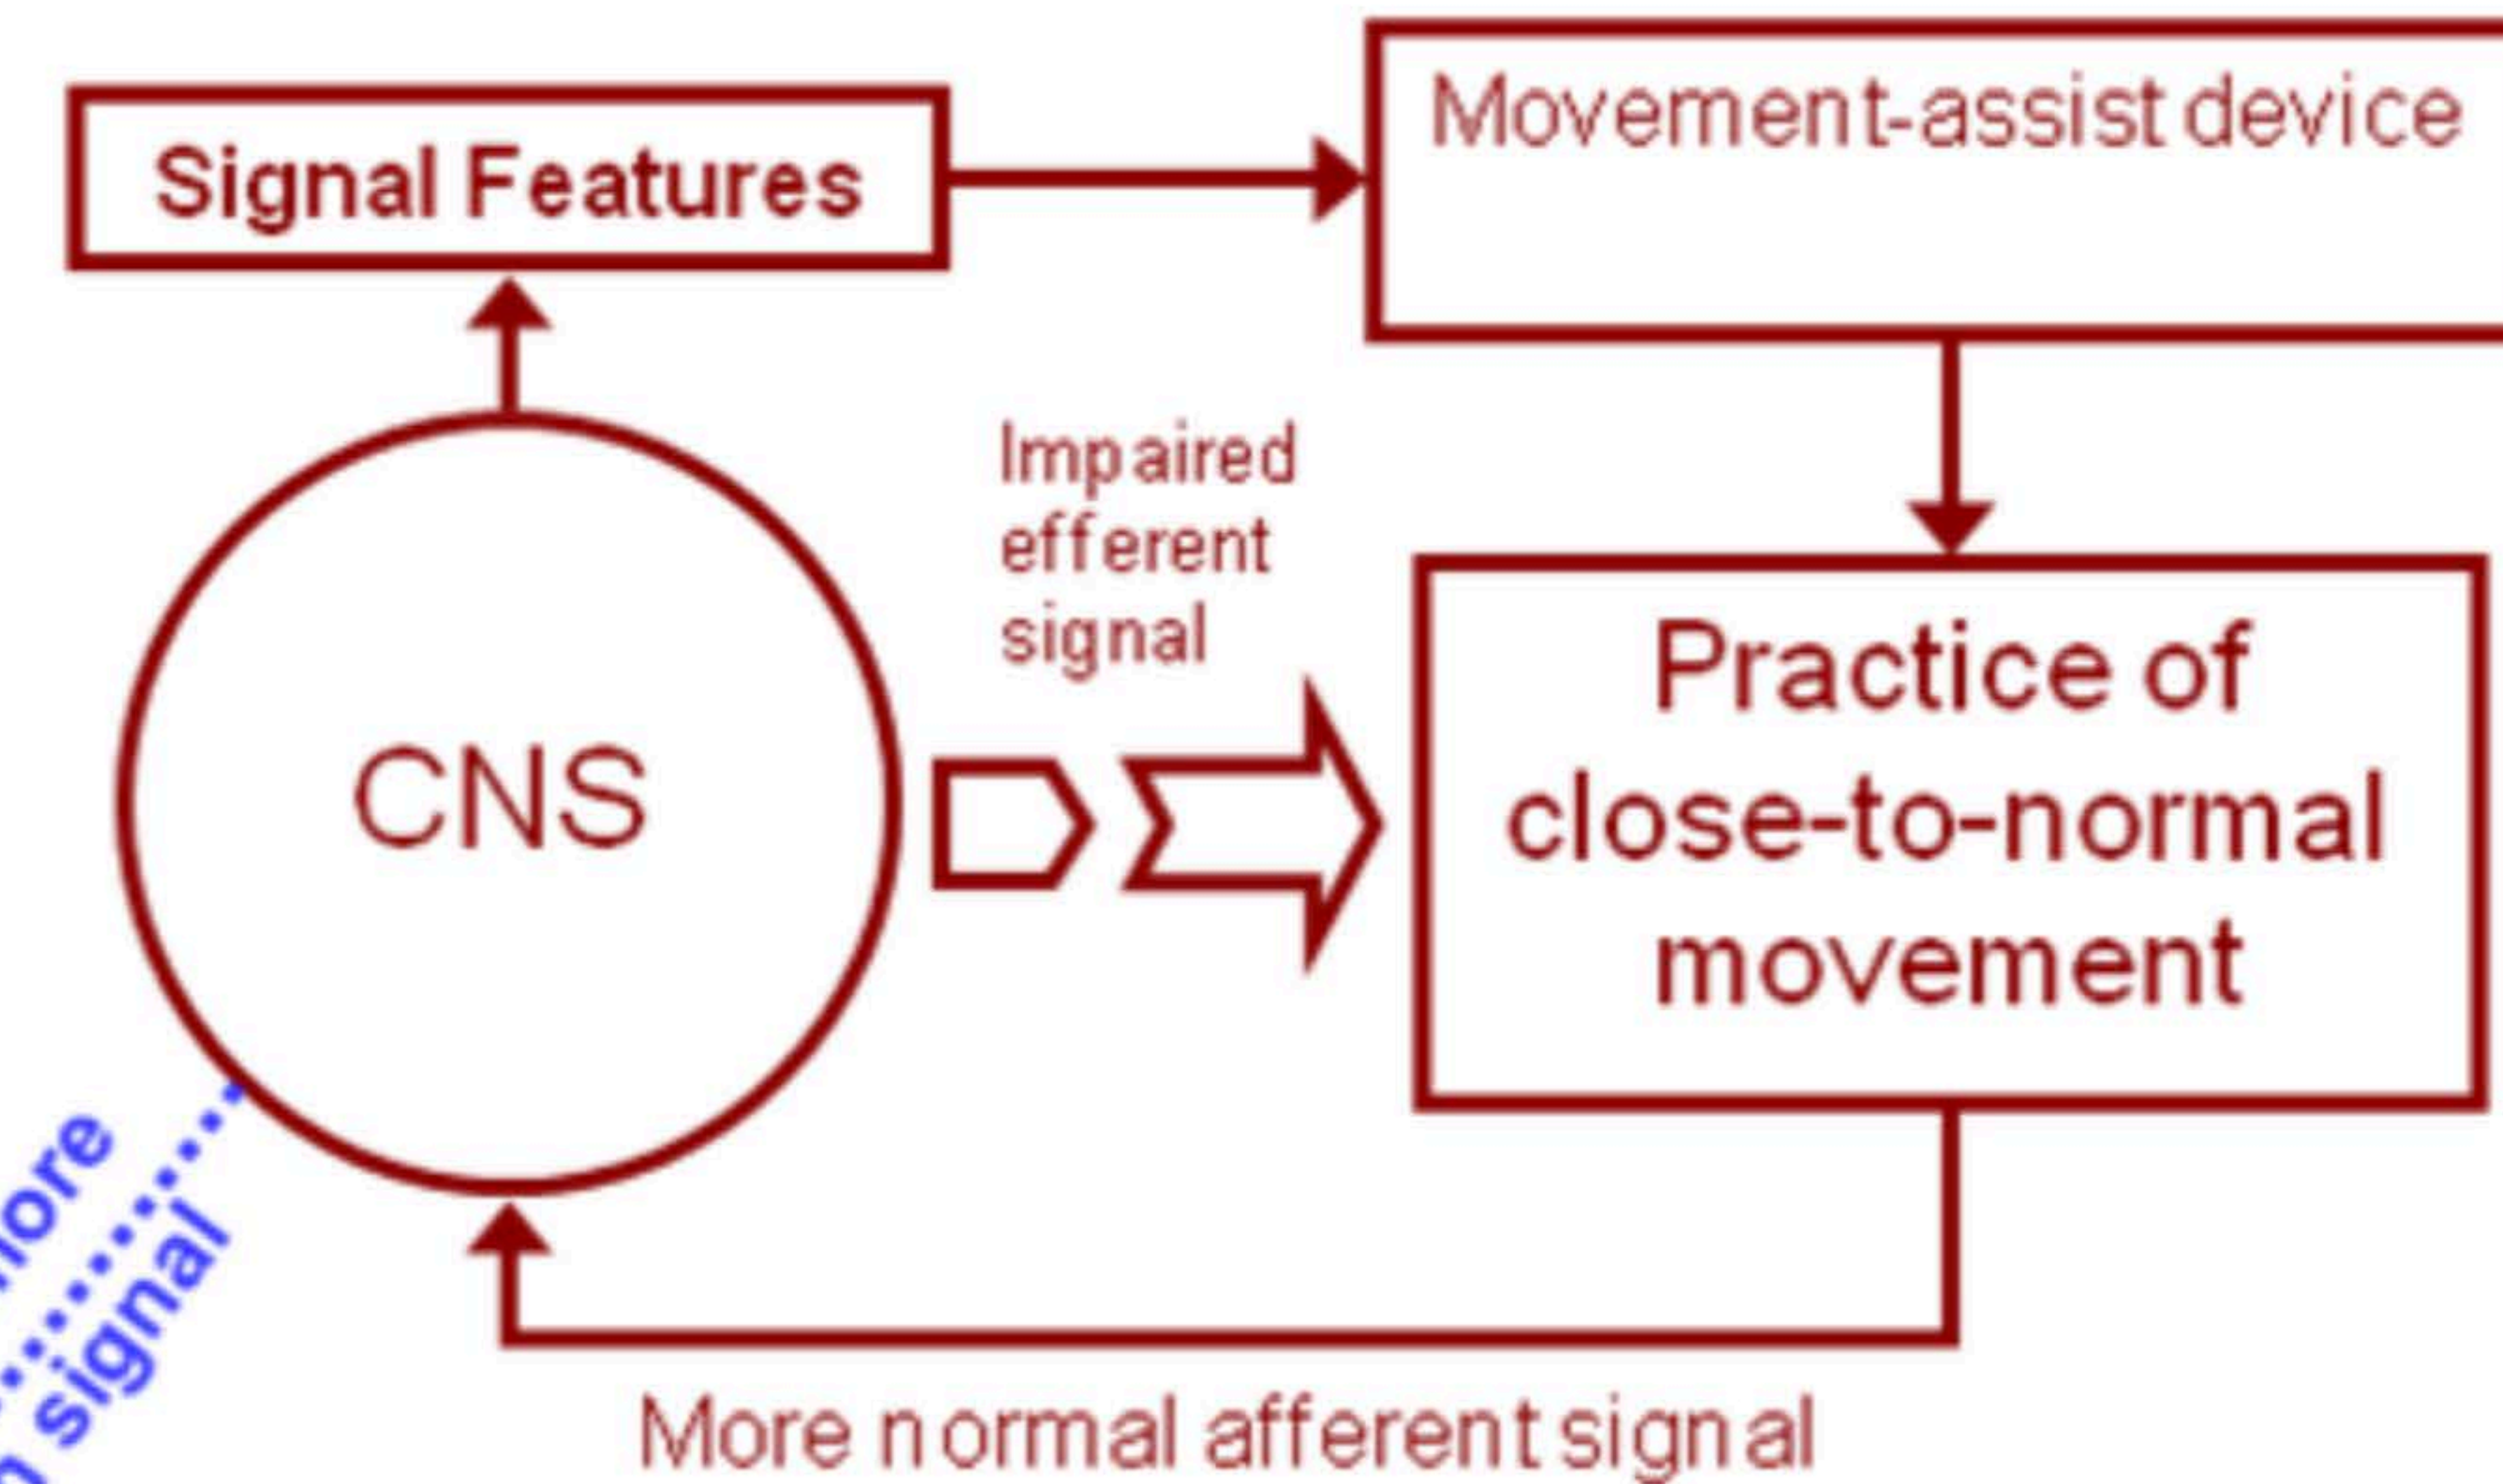 Movement-assist device
Signal Features
Impaired
efferent
signal
CNS
Practice of
close-to-normal
movement
signal
More normal afferent signal